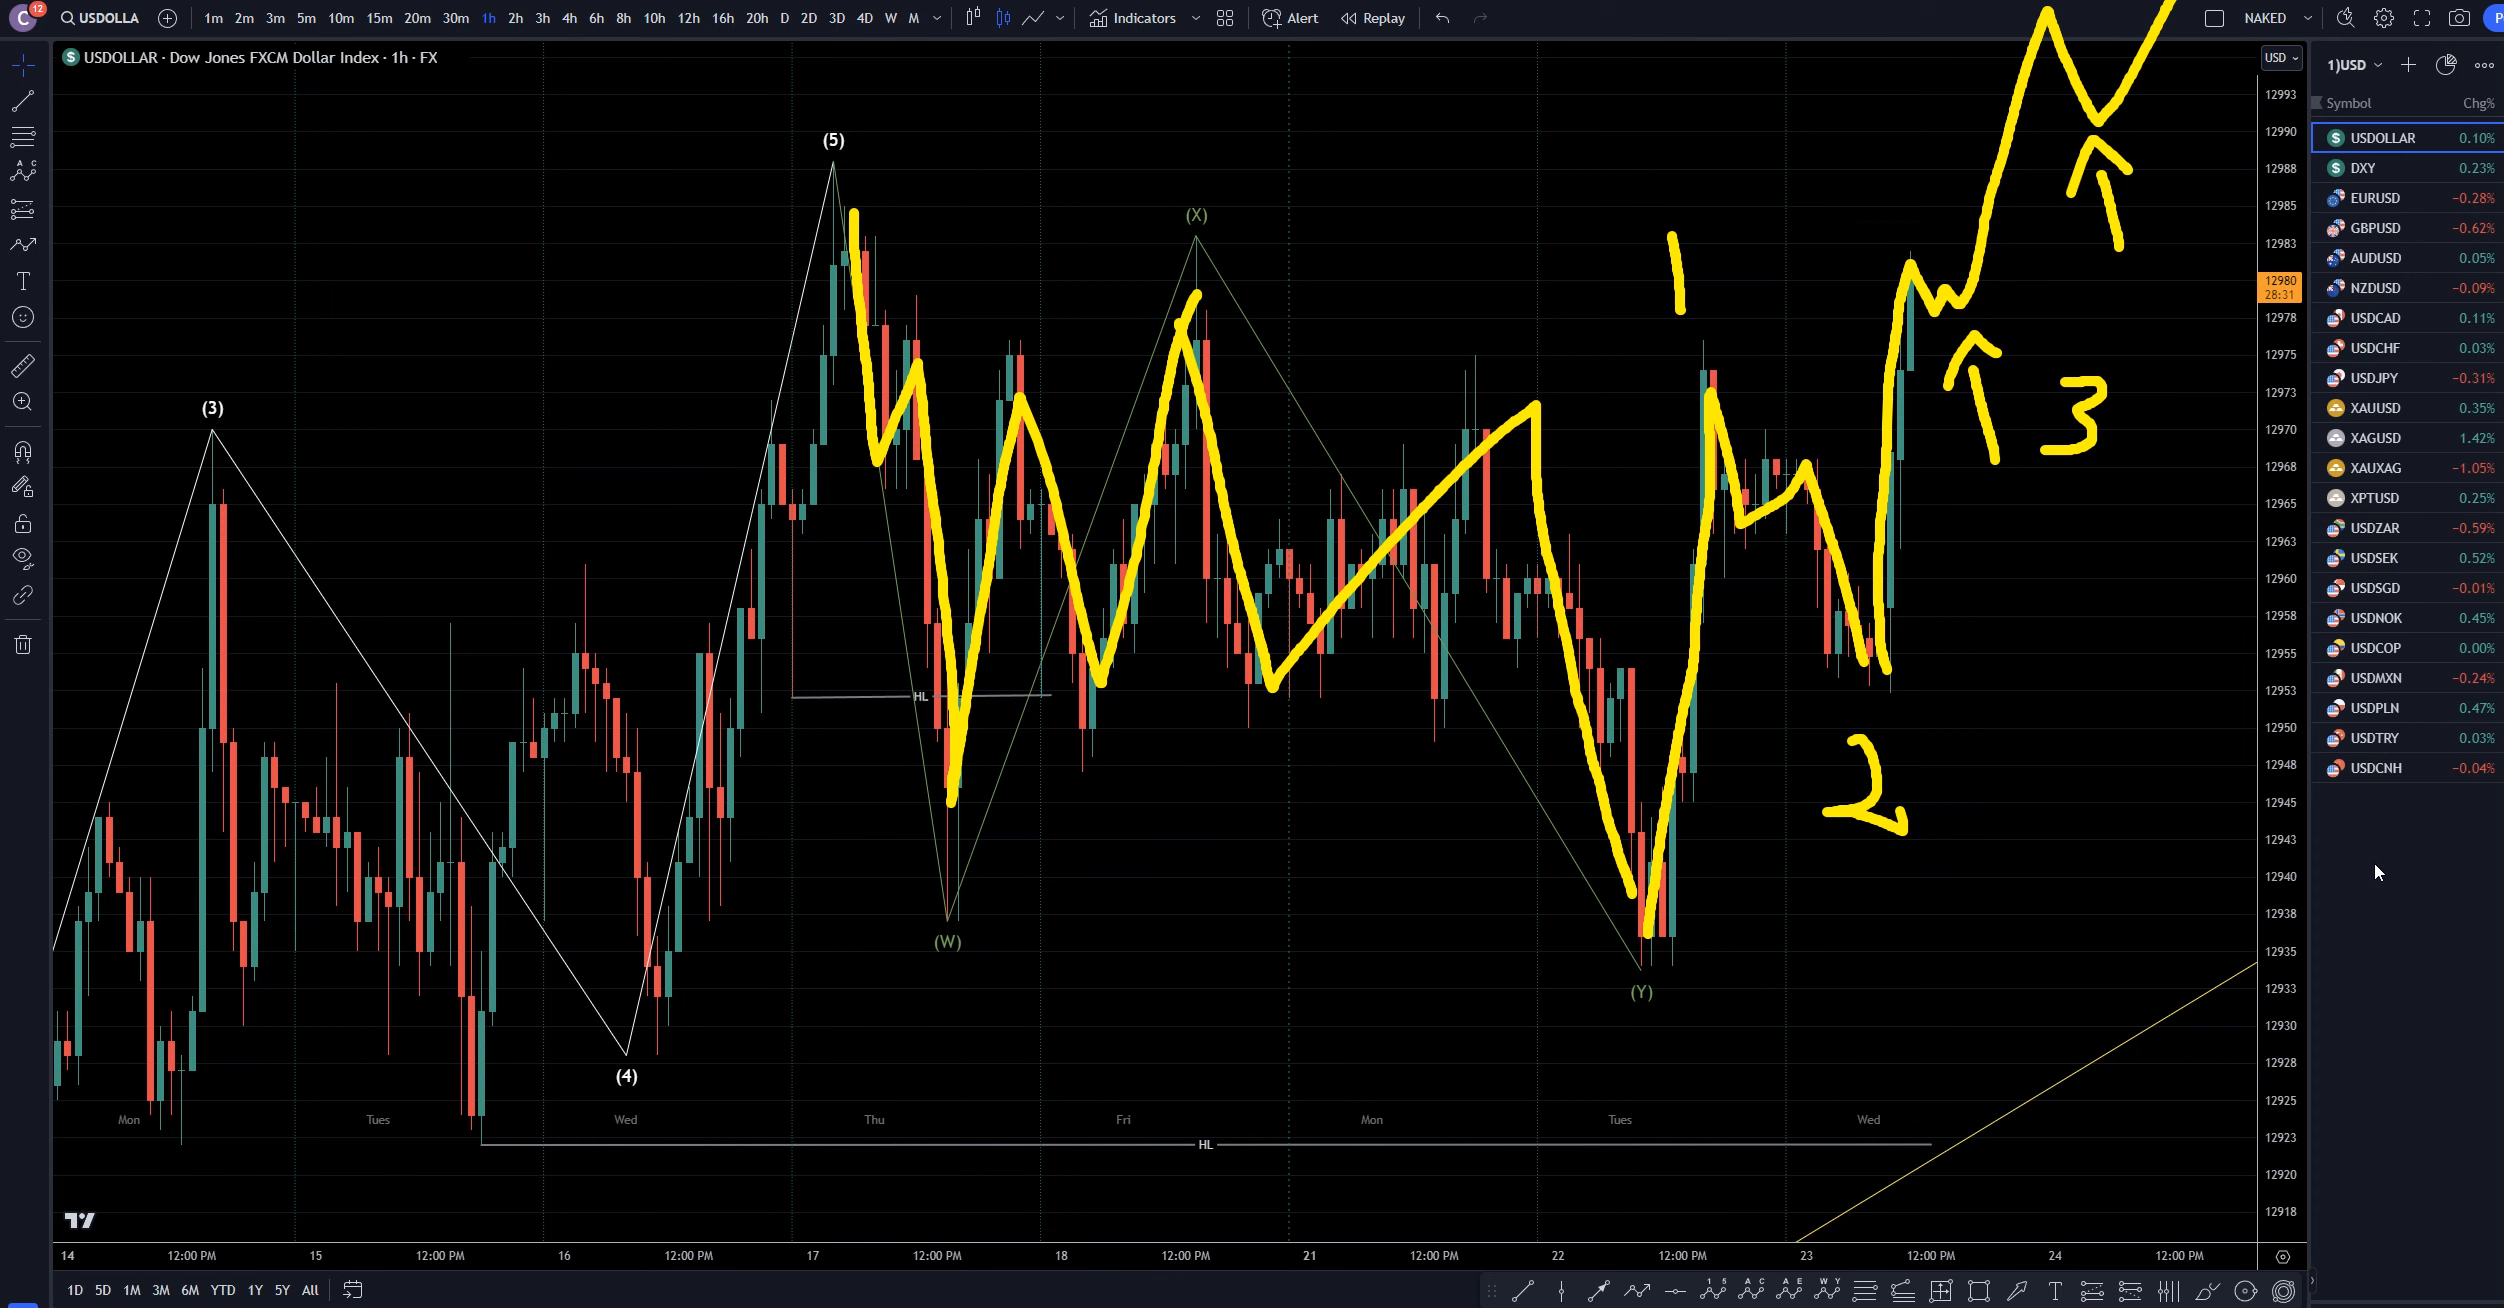 C 12 USDOLLA 1m 2m 3m 5m 10m 15m 20m 30m 1h 2h 3h 4h 6h 8h 10h 12h 16h 20h D 2D 3D 4D W M Indicators Alert Replay NAKED P
USDOLLAR · Dow Jones FXCM Dollar Index · 1h · FX
USD
1)USD
Symbol Chg%
USDOLLAR 0.10%
DXY 0.23%
EURUSD −0.28%
GBPUSD −0.62%
AUDUSD 0.05%
NZDUSD −0.09%
USDCAD 0.11%
USDCHF 0.03%
USDJPY −0.31%
XAUUSD 0.35%
XAGUSD 1.42%
XAUXAG −1.05%
XPTUSD 0.25%
USDZAR −0.59%
USDSEK 0.52%
USDSGD −0.01%
USDNOK 0.45%
USDCOP 0.00%
USDMXN −0.24%
USDPLN 0.47%
USDTRY 0.03%
USDCNH −0.04%
12993
12990
12988
12985
12983
12980
28:31
12978
12975
12973
12970
12968
12965
12963
12960
12958
12955
12953
12950
12948
12945
12943
12940
12938
12935
12933
12930
12928
12925
12923
12920
12918
(5)
(X)
1
(3)
3
HL
2
(W)
(Y)
(4)
Mon Tues Wed Thu Fri Mon Tues Wed
HL
14 12:00 PM 15 12:00 PM 16 12:00 PM 17 12:00 PM 18 12:00 PM 21 12:00 PM 22 12:00 PM 23 12:00 PM 24 12:00 PM
1D 5D 1M 3M 6M YTD 1Y 5Y All